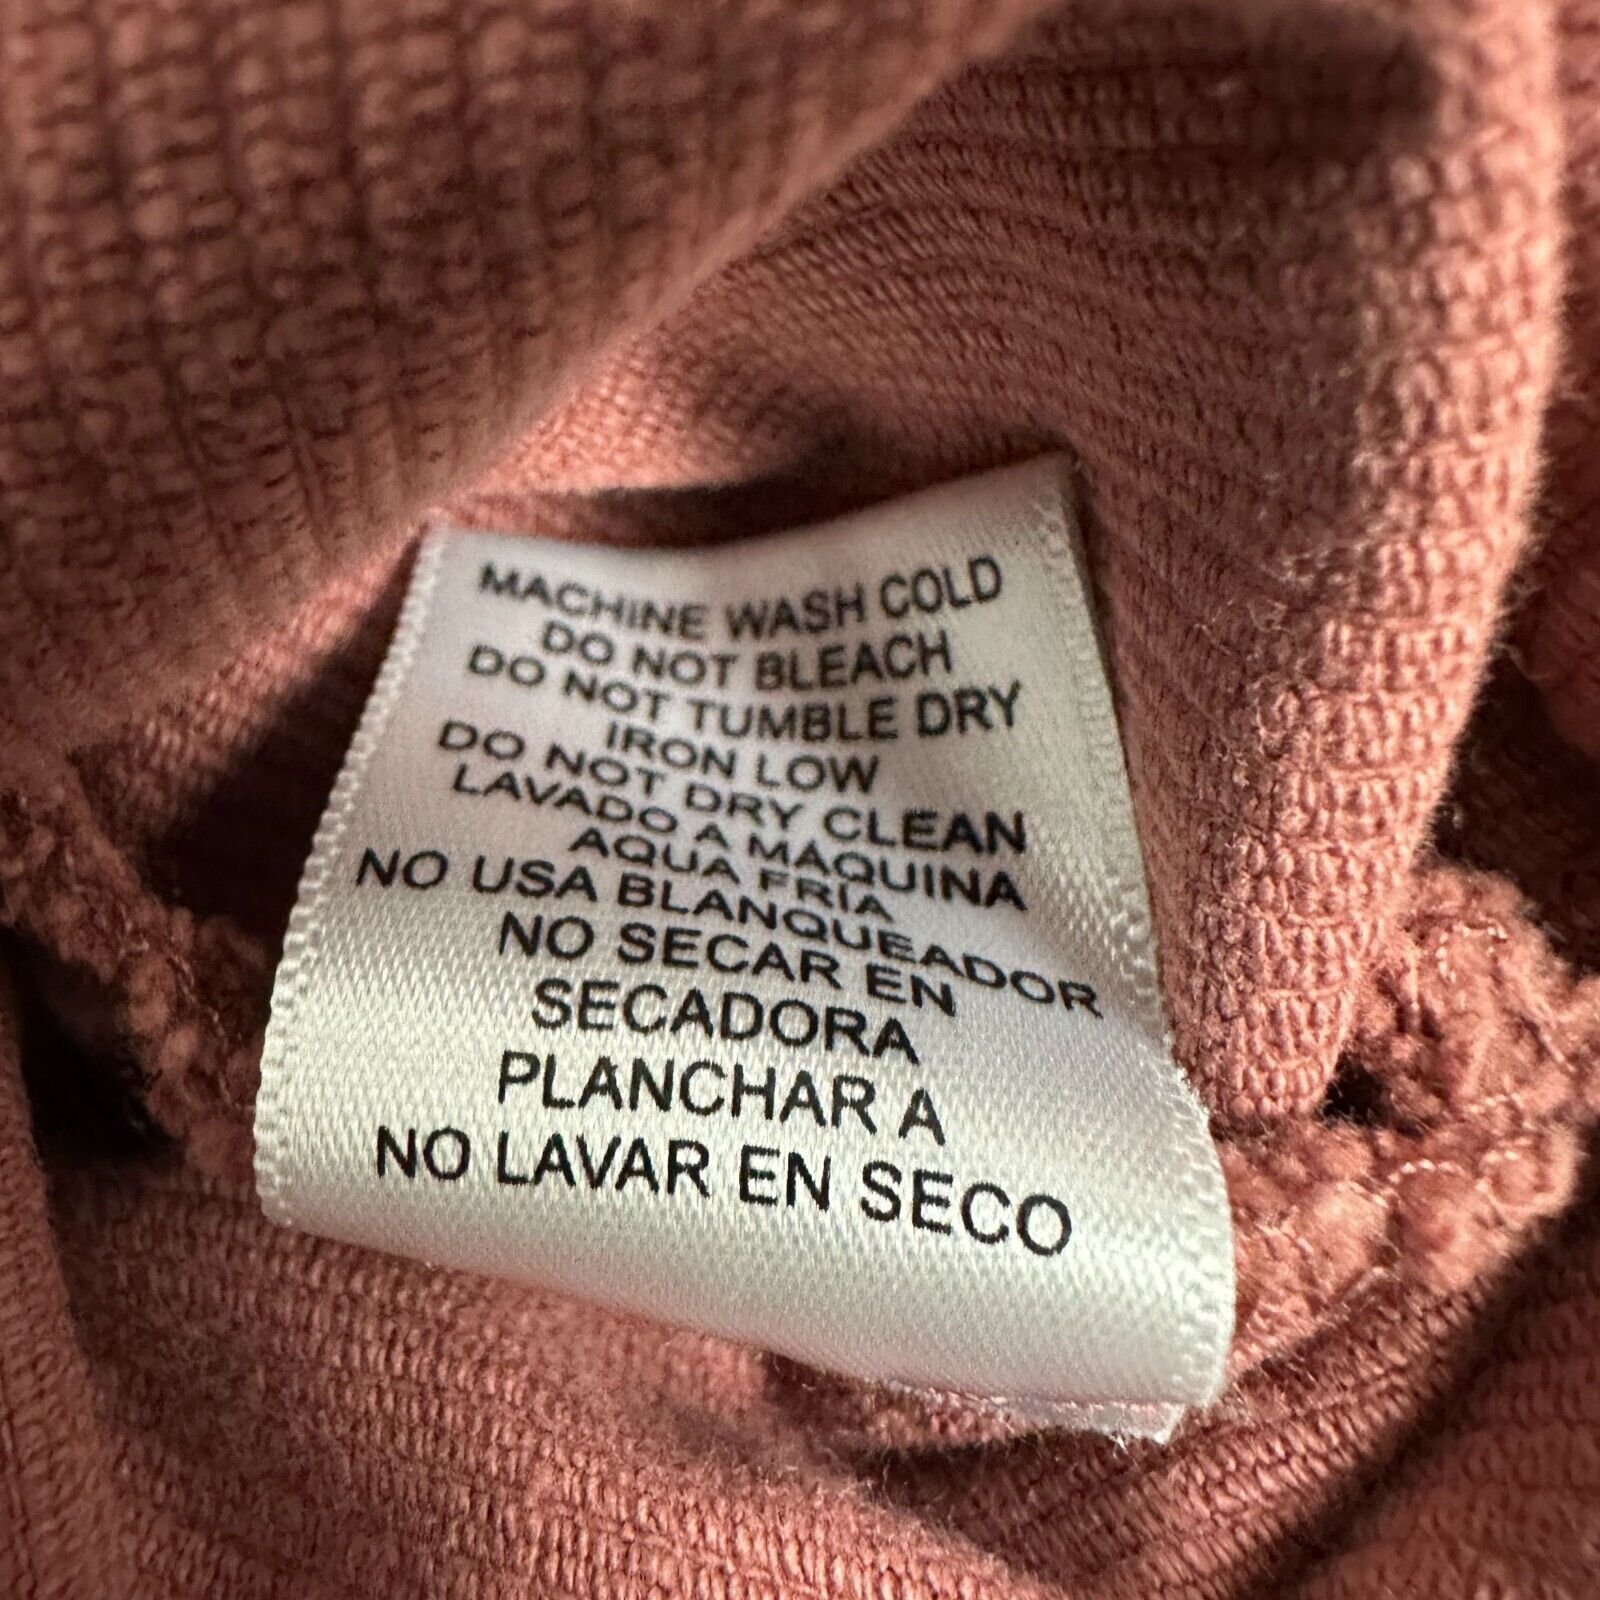 MACHINE WASH COLD
DO NOT BLEACH
DO NOT TUMBLE DRY
IRON LOW
DO NOT DRY CLEAN
LAVADO A MAQUINA
AQUA FRÍA
NO USA BLANQUEADOR
NO SECAR EN
SECADORA
PLANCHAR A
NO LAVAR EN SECO